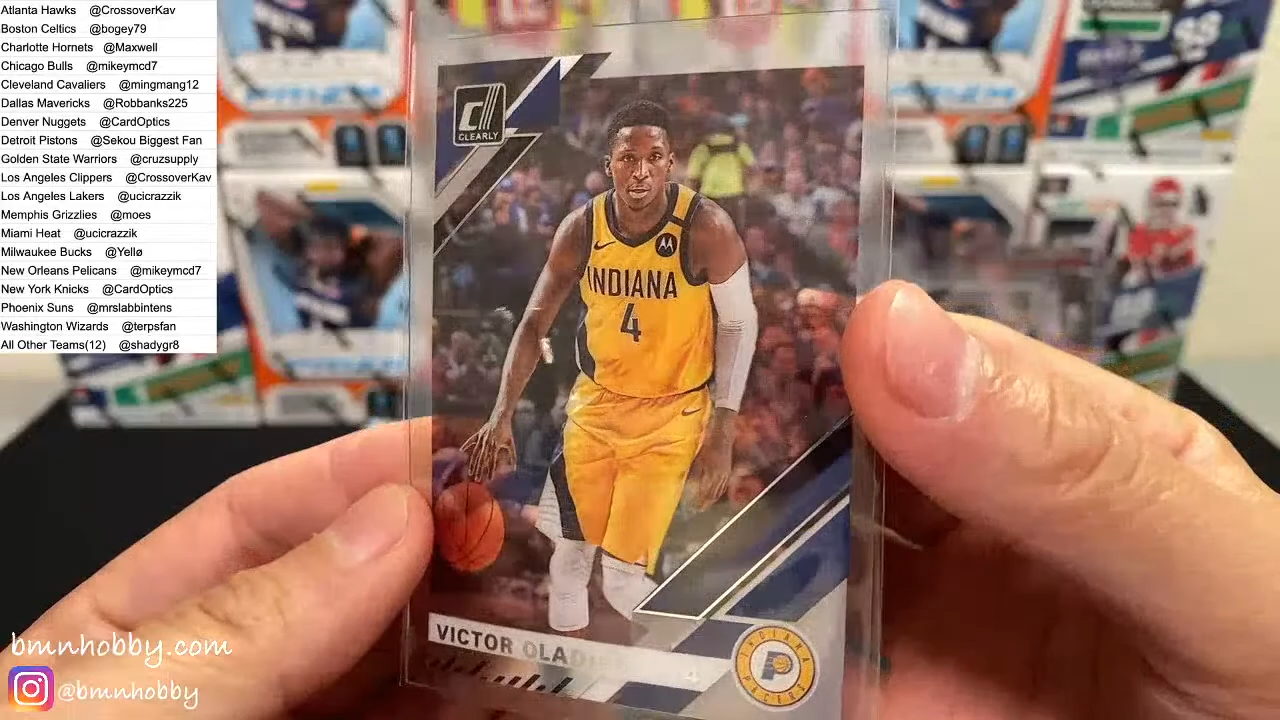 Atlanta Hawks @CrossoverKav
Boston Celtics @bogey79
Charlotte Hornets @Maxwell
Chicago Bulls @mikeymcd7
Cleveland Cavaliers @mingmang12
Dallas Mavericks @Robbanks225
Denver Nuggets @CardOptics
Detroit Pistons @Sekou Biggest Fan
Golden State Warriors @cruzsupply
Los Angeles Clippers @CrossoverKav
Los Angeles Lakers @ucicrazzik
Memphis Grizzlies @moes
Miami Heat @ucicrazzik
Milwaukee Bucks @Yellø
New Orleans Pelicans @mikeymcd7
New York Knicks @CardOptics
Phoenix Suns @mrslabbintens
Washington Wizards @terpsfan
All Other Teams(12) @shadygr8
CLEARLY
INDIANA
4
VICTOR
4
INDIANA
PACERS
bmnhobby.com
@bmnhobby